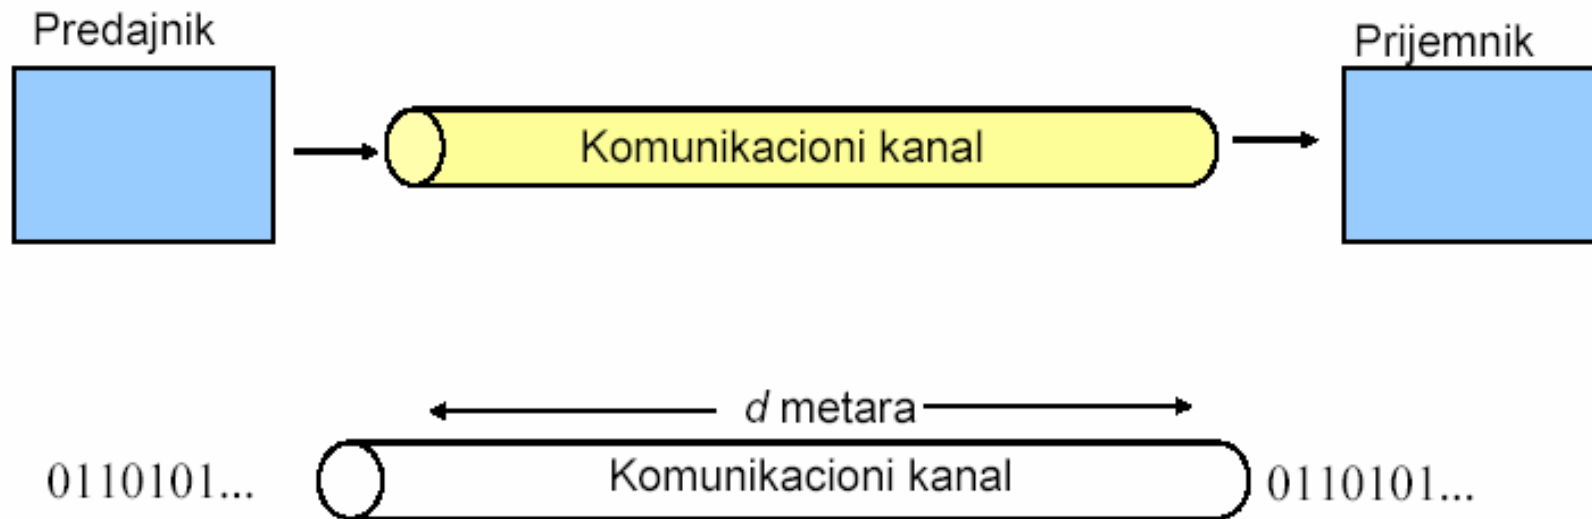 Predajnik
Prijemnik
Komunikacioni kanal
d metara
Komunikacioni kanal
0110101...
0110101...